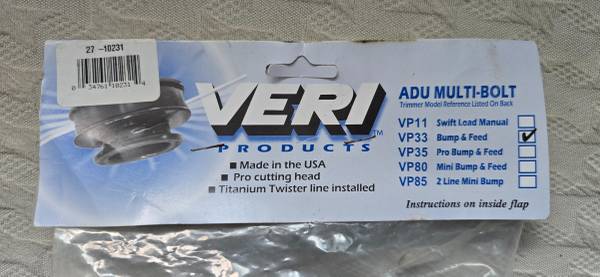 27 -10231
0 34761 10231 4
VERI™
PRODUCTS
■ Made in the USA
■ Pro cutting head
■ Titanium Twister line installed
ADU MULTI-BOLT
Trimmer Model Reference Listed On Back
VP11 Swift Load Manual
VP33 Bump & Feed ✓
VP35 Pro Bump & Feed
VP80 Mini Bump & Feed
VP85 2 Line Mini Bump
Instructions on inside flap